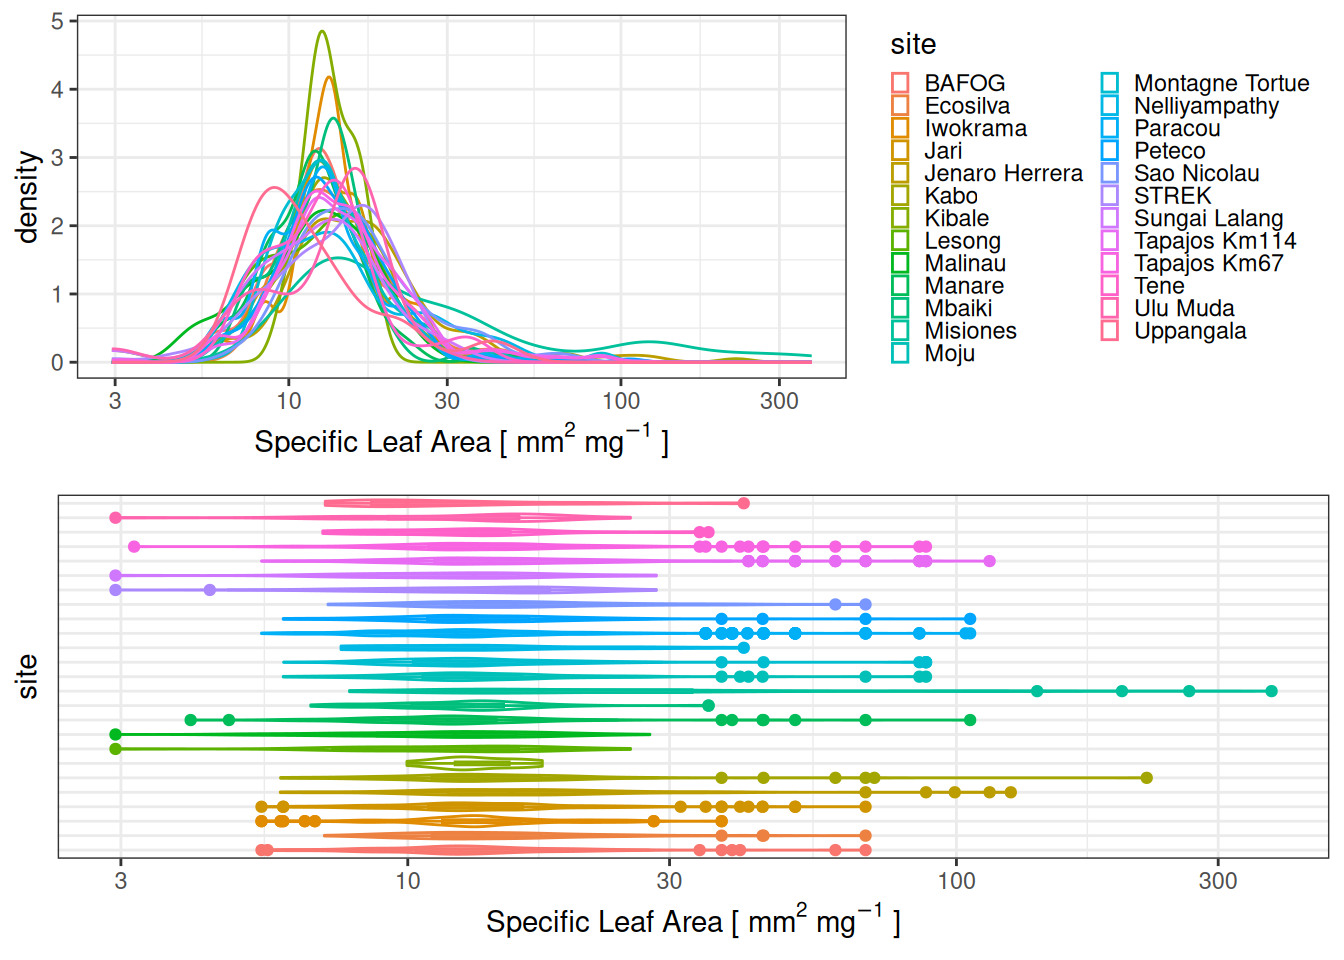 5
4
3
2
1
0
density
3 10 30 100 300
Specific Leaf Area [ mm² mg⁻¹ ]
site
BAFOG
Ecosilva
Iwokrama
Jari
Jenaro Herrera
Kabo
Kibale
Lesong
Malinau
Manare
Mbaiki
Misiones
Moju
Montagne Tortue
Nelliyampathy
Paracou
Peteco
Sao Nicolau
STREK
Sungai Lalang
Tapajos Km114
Tapajos Km67
Tene
Ulu Muda
Uppangala
site
3 10 30 100 300
Specific Leaf Area [ mm² mg⁻¹ ]